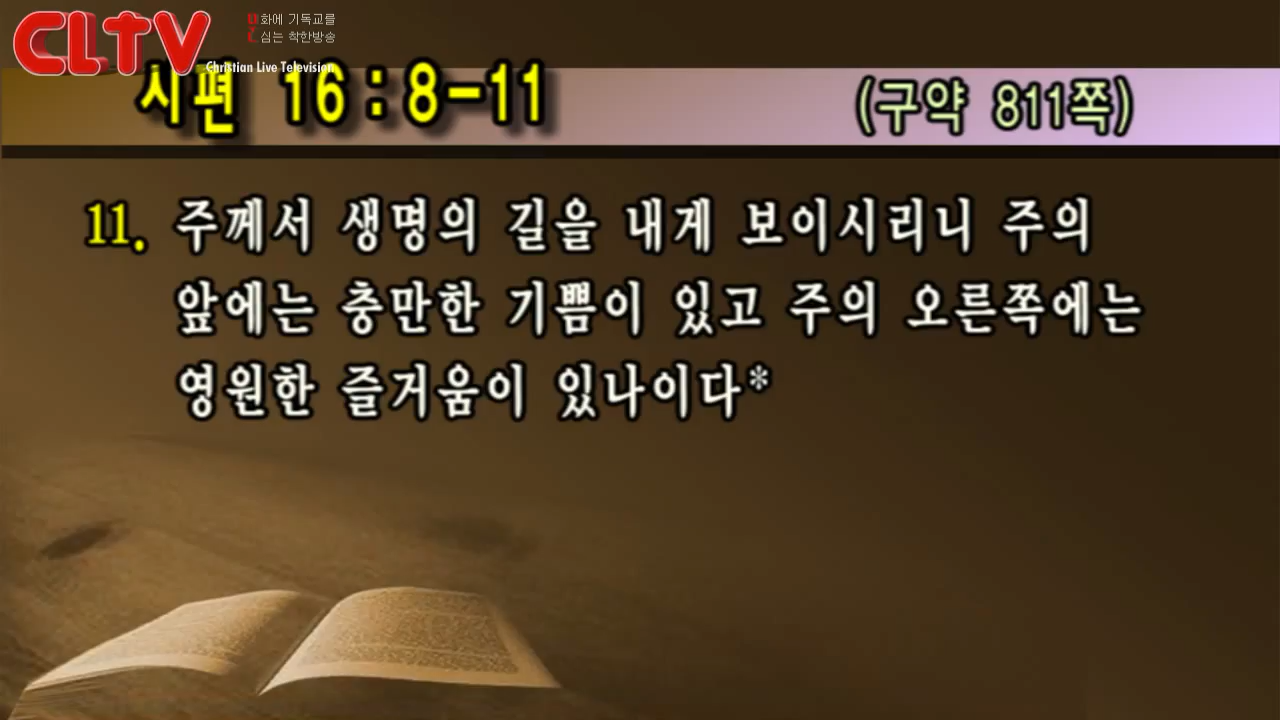 CLTV
문화에 기독교를
심는 착한방송
Christian Live Television
시편 16:8-11
(구약 811쪽)
11. 주께서 생명의 길을 내게 보이시리니 주의
앞에는 충만한 기쁨이 있고 주의 오른쪽에는
영원한 즐거움이 있나이다*